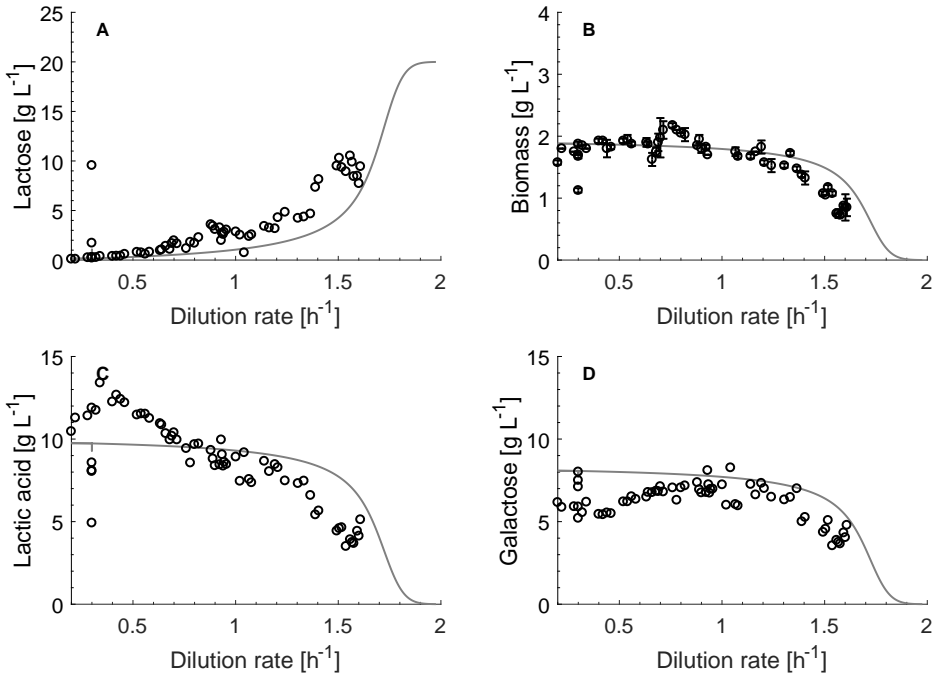 A
25
20
15
10
5
0
Lactose [g L⁻¹]
0.5 1 1.5 2
Dilution rate [h⁻¹]
B
4
3
2
1
0
Biomass [g L⁻¹]
0.5 1 1.5 2
Dilution rate [h⁻¹]
C
15
10
5
0
Lactic acid [g L⁻¹]
0.5 1 1.5 2
Dilution rate [h⁻¹]
D
15
10
5
0
Galactose [g L⁻¹]
0.5 1 1.5 2
Dilution rate [h⁻¹]